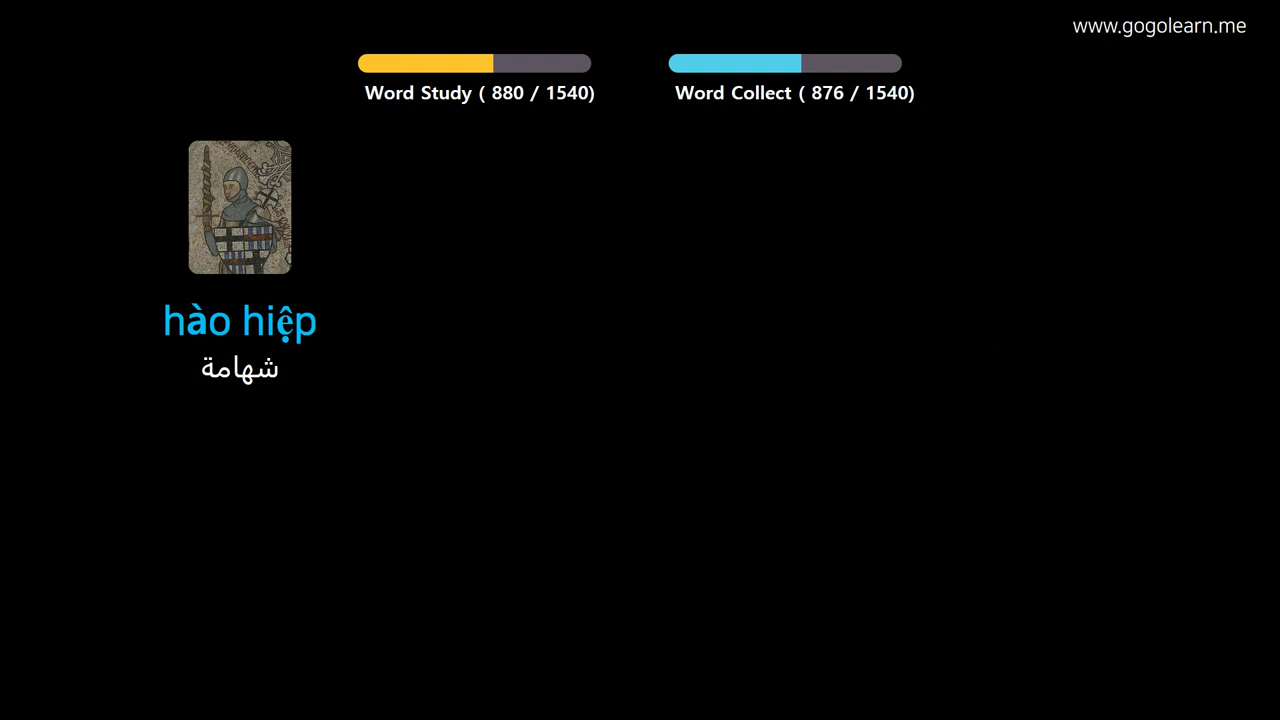 www.gogolearn.me
Word Study ( 880 / 1540)
Word Collect ( 876 / 1540)
hào hiệp
شهامة